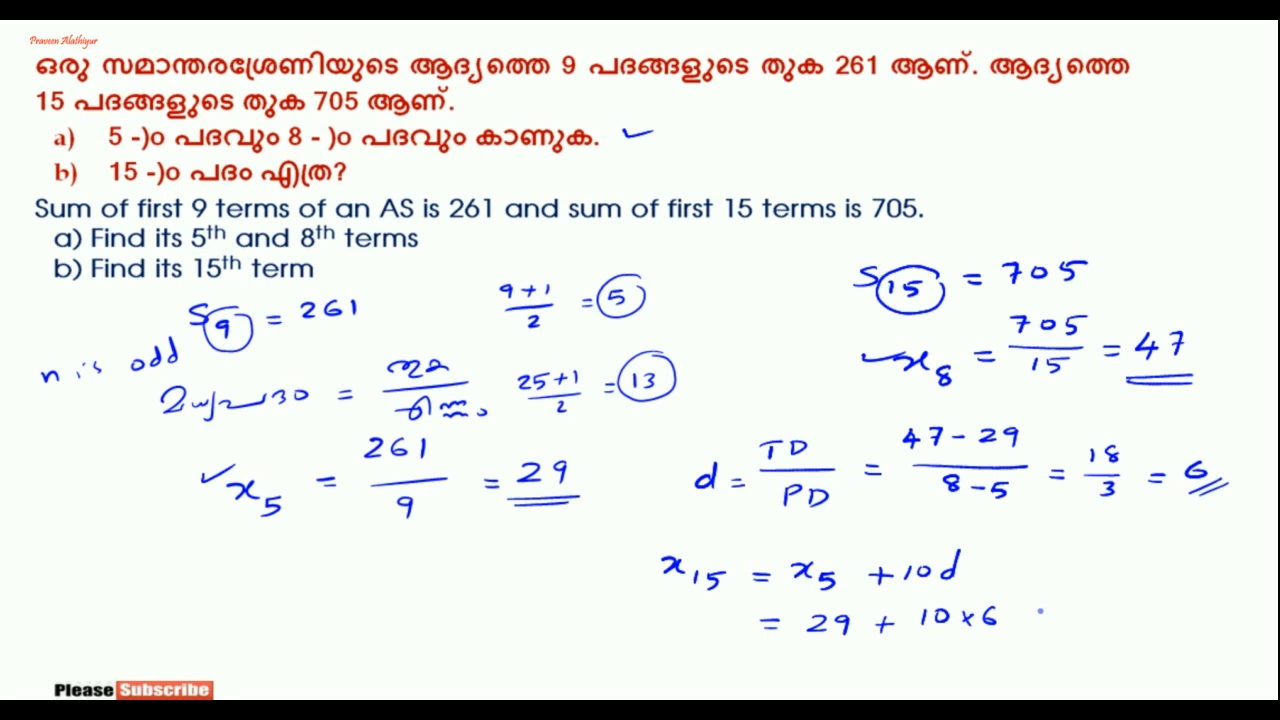 Praveen Alathiyur
ഒരു സമാന്തരശ്രേണിയുടെ ആദ്യത്തെ 9 പദങ്ങളുടെ തുക 261 ആണ്. ആദ്യത്തെ
15 പദങ്ങളുടെ തുക 705 ആണ്.
a) 5 -)o പദവും 8 - )o പദവും കാണുക. ✓
b) 15 -)o പദം എത്ര?
Sum of first 9 terms of an AS is 261 and sum of first 15 terms is 705.
a) Find its 5th and 8th terms
b) Find its 15th term
S9 = 261
9+1/2 = 5
n is odd
മധ്യപദം = തുക/എണ്ണം
25+1/2 = 13
✓ x5 = 261/9 = 29
S15 = 705
✓ x8 = 705/15 = 47
d = TD/PD = 47-29/8-5 = 18/3 = 6
x15 = x5 + 10d
= 29 + 10×6
Please Subscribe